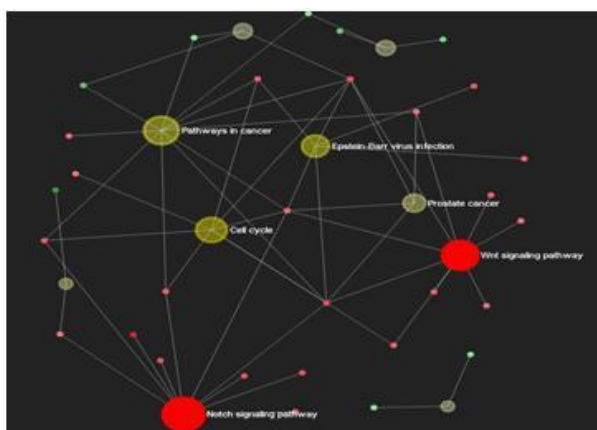 Pathways in cancer
Epstein-Barr virus infection
Prostate cancer
Cell cycle
Wnt signaling pathway
Notch signaling pathway